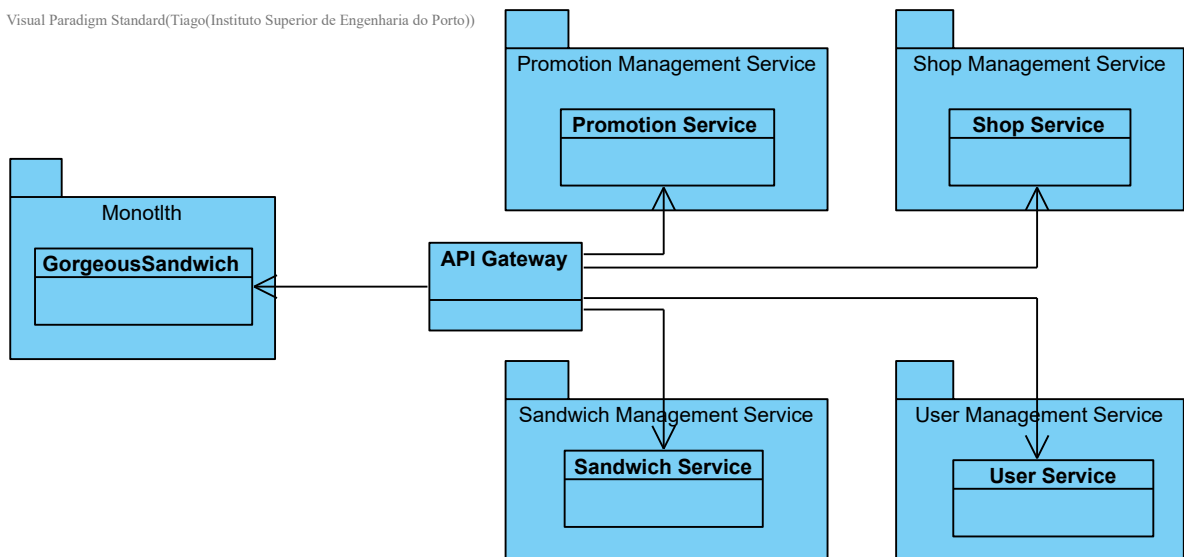 Visual Paradigm Standard(Tiago(Instituto Superior de Engenharia do Porto))
Promotion Management Service
Promotion Service
Shop Management Service
Shop Service
Monotlth
GorgeousSandwich
API Gateway
Sandwich Management Service
Sandwich Service
User Management Service
User Service